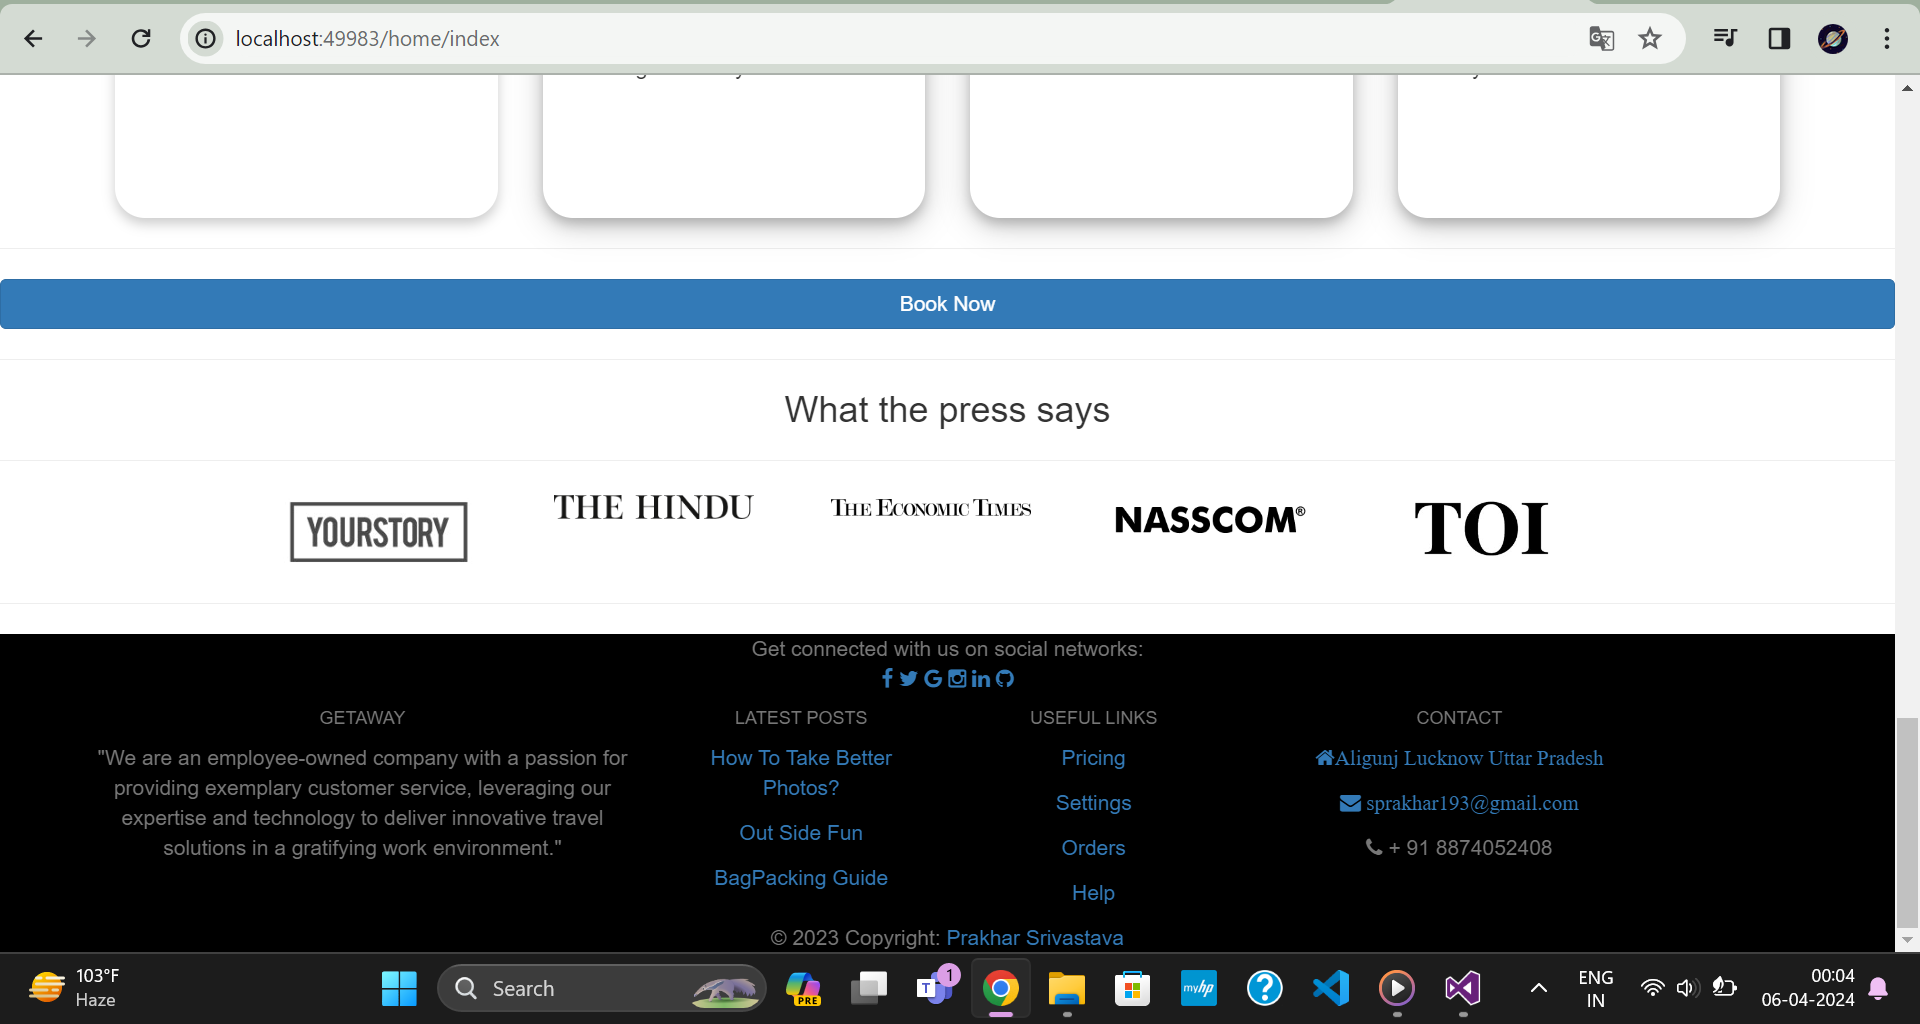 localhost:49983/home/index
Book Now
What the press says
YOURSTORY
THE HINDU
THE ECONOMIC TIMES
NASSCOM®
TOI
Get connected with us on social networks:
GETAWAY
"We are an employee-owned company with a passion for
providing exemplary customer service, leveraging our
expertise and technology to deliver innovative travel
solutions in a gratifying work environment."
LATEST POSTS
How To Take Better
Photos?
Out Side Fun
BagPacking Guide
USEFUL LINKS
Pricing
Settings
Orders
Help
CONTACT
Aligunj Lucknow Uttar Pradesh
sprakhar193@gmail.com
+ 91 8874052408
© 2023 Copyright: Prakhar Srivastava
103°F
Haze
Search
PRE
T
1
myhp
?
ENG
IN
00:04
06-04-2024